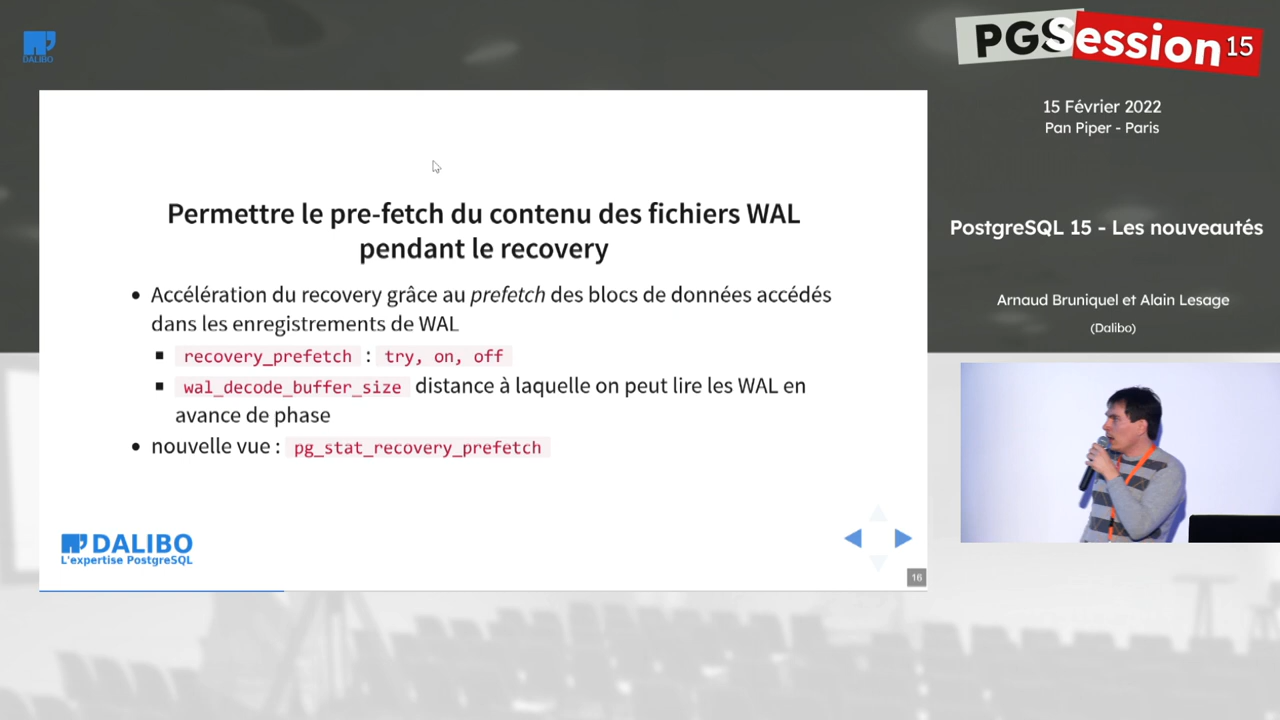 DALIBO
PGSession 15
15 Février 2022
Pan Piper - Paris
PostgreSQL 15 - Les nouveautés
Arnaud Bruniquel et Alain Lesage
(Dalibo)
Permettre le pre-fetch du contenu des fichiers WAL
pendant le recovery
• Accélération du recovery grâce au prefetch des blocs de données accédés
dans les enregistrements de WAL
▪ recovery_prefetch : try, on, off
▪ wal_decode_buffer_size distance à laquelle on peut lire les WAL en
avance de phase
• nouvelle vue : pg_stat_recovery_prefetch
DALIBO
L'expertise PostgreSQL
16